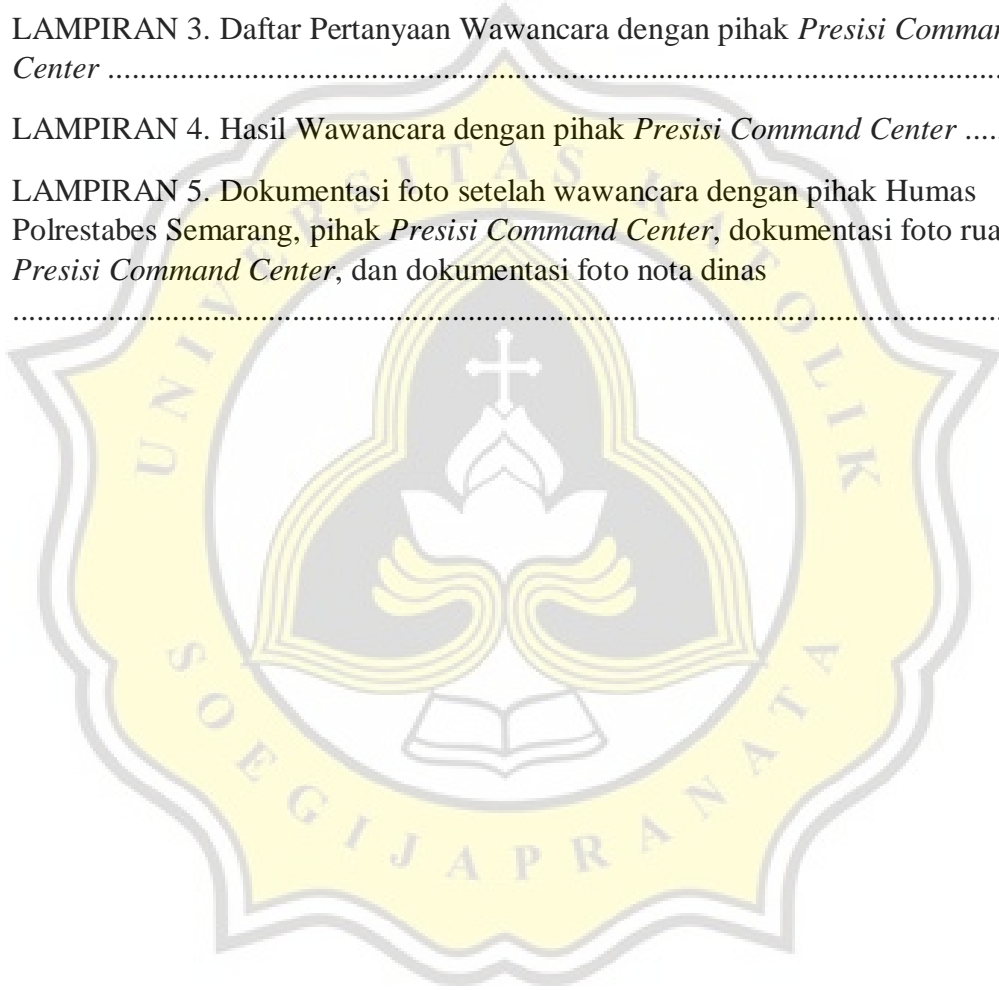 LAMPIRAN 3. Daftar Pertanyaan Wawancara dengan pihak Presisi Comman
Center ........................................................................................................................
LAMPIRAN 4. Hasil Wawancara dengan pihak Presisi Command Center .....
LAMPIRAN 5. Dokumentasi foto setelah wawancara dengan pihak Humas
Polrestabes Semarang, pihak Presisi Command Center, dokumentasi foto rua
Presisi Command Center, dan dokumentasi foto nota dinas
........................................................................................................................
UNIVERSITAS KATOLIK
SOEGIJAPRANATA